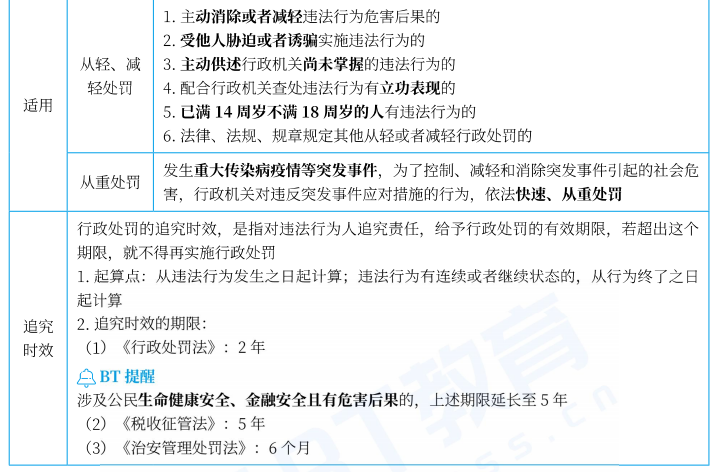 适用
从轻、减
轻处罚
1. 主动消除或者减轻违法行为危害后果的
2. 受他人胁迫或者诱骗实施违法行为的
3. 主动供述行政机关尚未掌握的违法行为的
4. 配合行政机关查处违法行为有立功表现的
5. 已满 14 周岁不满 18 周岁的人有违法行为的
6. 法律、法规、规章规定其他从轻或者减轻行政处罚的
从重处罚
发生重大传染病疫情等突发事件，为了控制、减轻和消除突发事件引起的社会危
害，行政机关对违反突发事件应对措施的行为，依法快速、从重处罚
追究
时效
行政处罚的追究时效，是指对违法行为人追究责任，给予行政处罚的有效期限，若超出这个
期限，就不得再实施行政处罚
1. 起算点：从违法行为发生之日起计算；违法行为有连续或者继续状态的，从行为终了之日
起计算
2. 追究时效的期限：
（1）《行政处罚法》：2 年
BT 提醒
涉及公民生命健康安全、金融安全且有危害后果的，上述期限延长至 5 年
（2）《税收征管法》：5 年
（3）《治安管理处罚法》：6 个月
BT教育
ss.cn